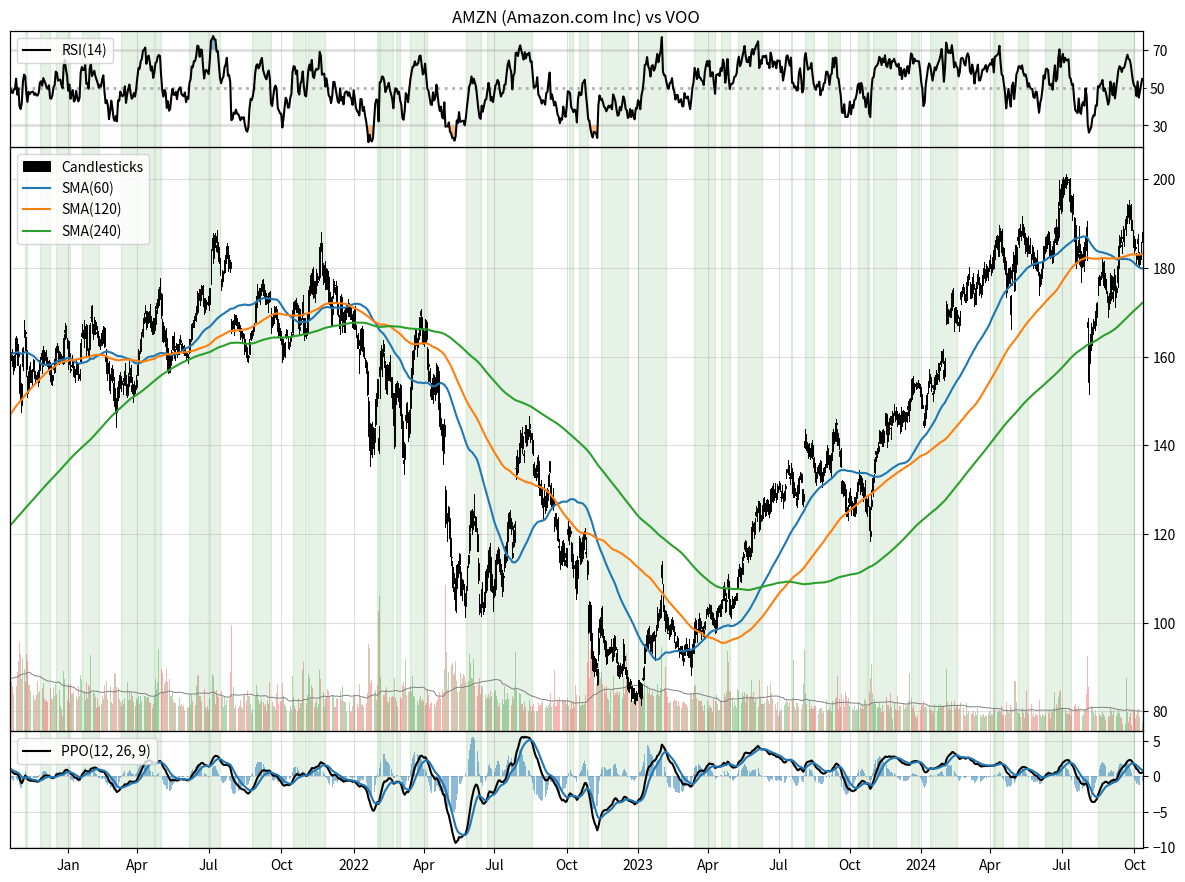 AMZN (Amazon.com Inc) vs VOO
RSI(14)
70
50
30
Candlesticks
SMA(60)
SMA(120)
SMA(240)
200
180
160
140
120
100
80
PPO(12, 26, 9)
5
0
−5
−10
Jan Apr Jul Oct 2022 Apr Jul Oct 2023 Apr Jul Oct 2024 Apr Jul Oct